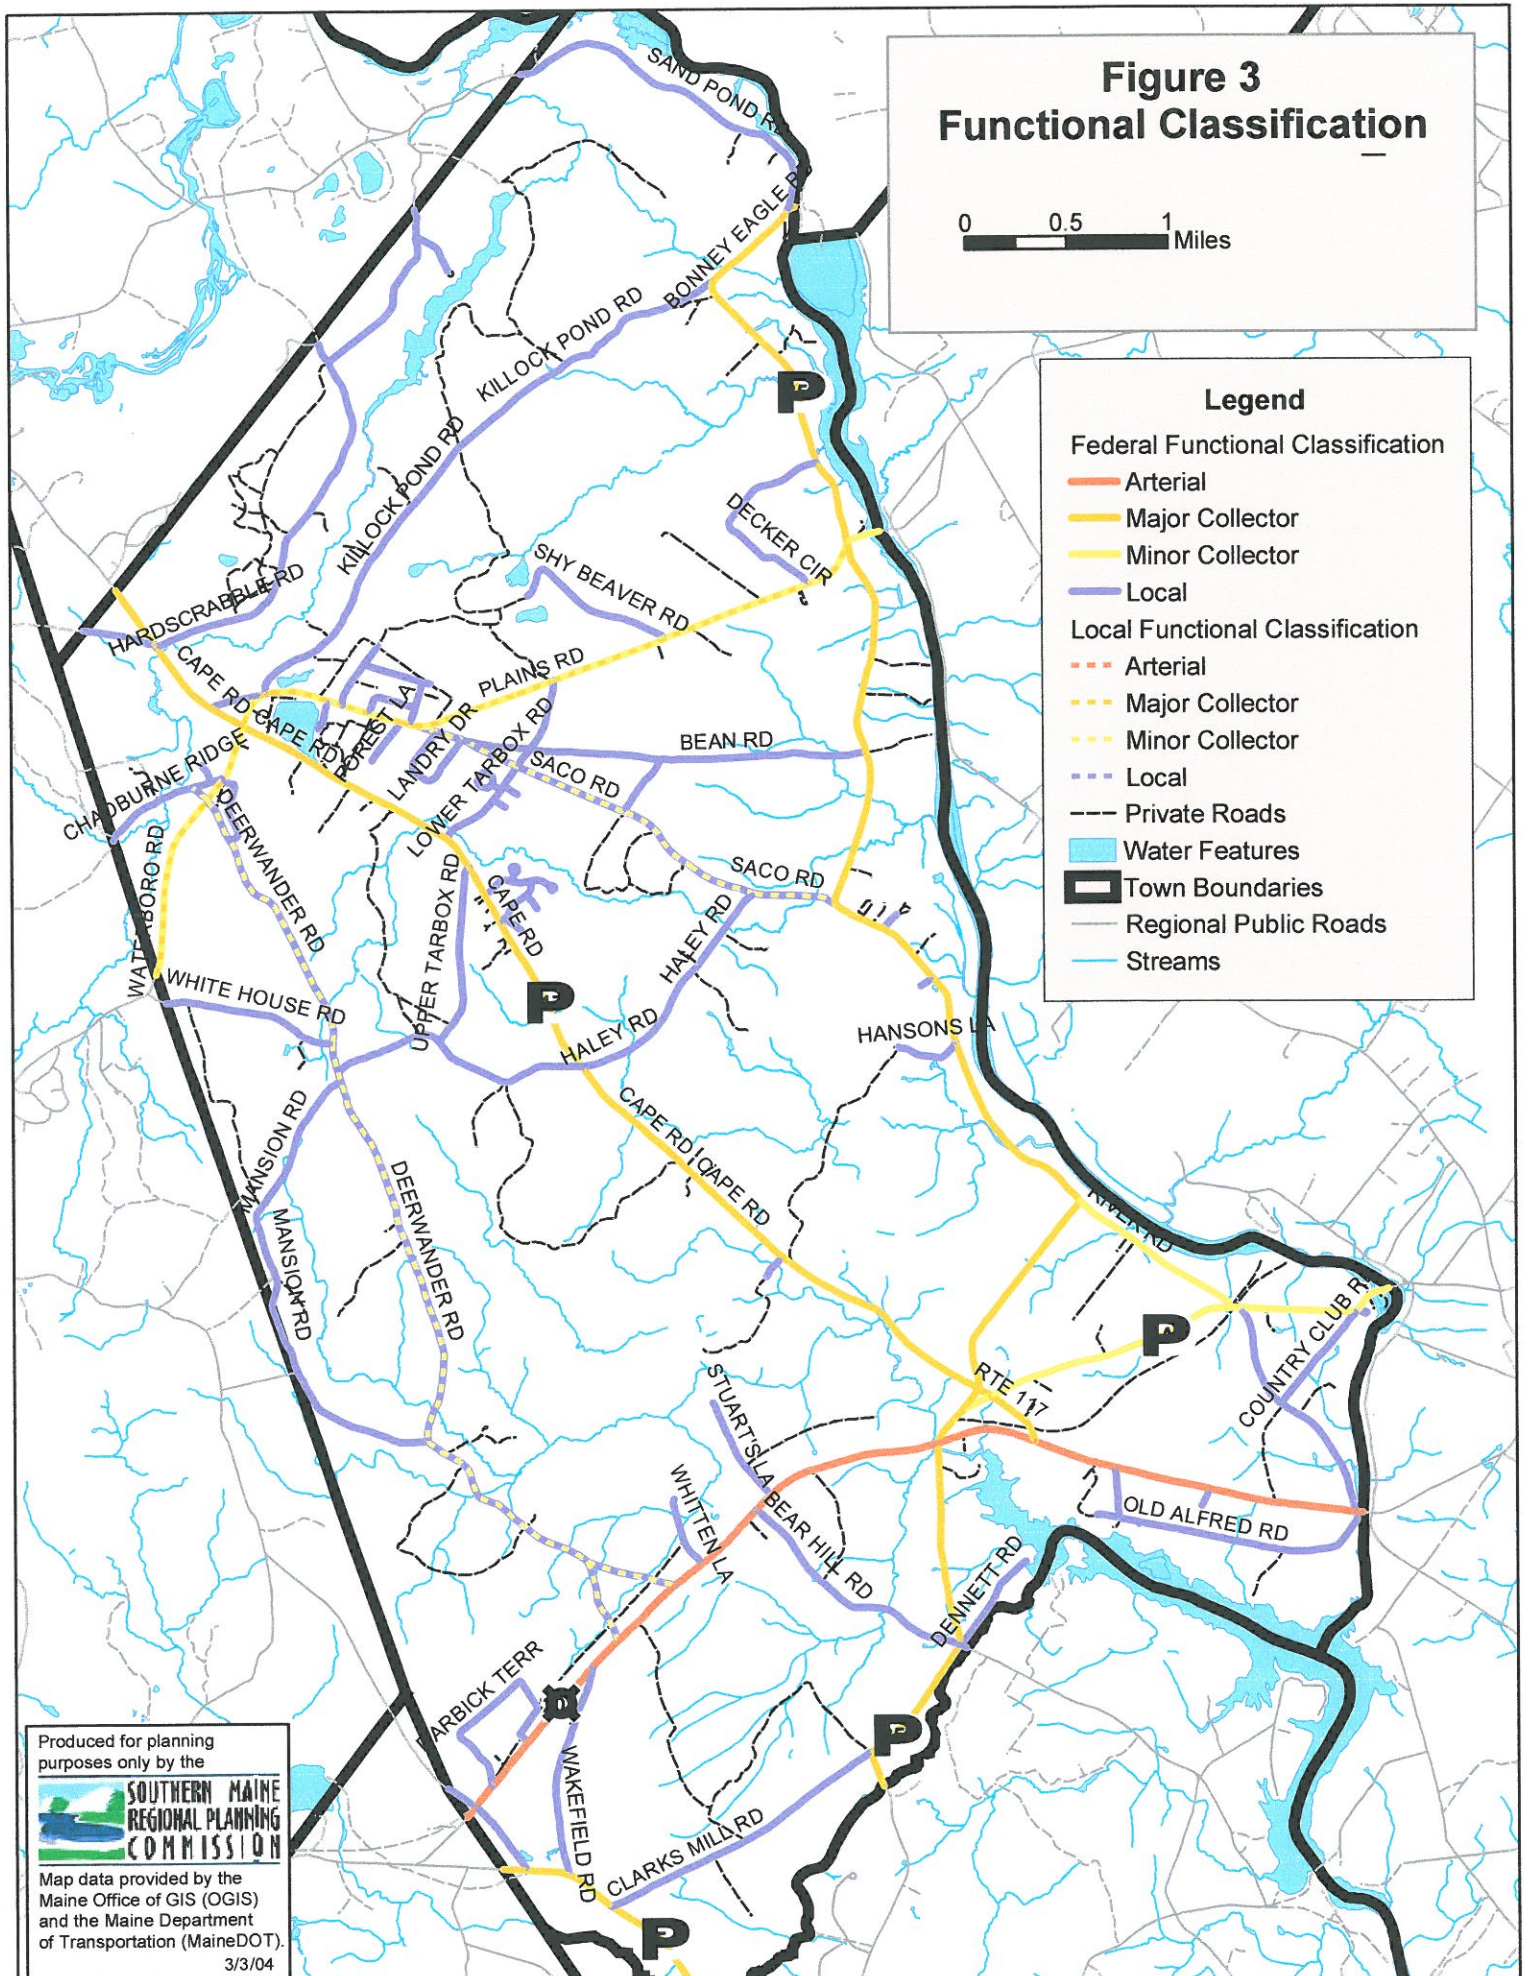 Figure 3
Functional Classification
0 0.5 1 Miles
Legend
Federal Functional Classification
Arterial
Major Collector
Minor Collector
Local
Local Functional Classification
Arterial
Major Collector
Minor Collector
Local
Private Roads
Water Features
Town Boundaries
Regional Public Roads
Streams
SAND POND RD
BONNEY EAGLE
KILLOCK POND RD
P
KILLOCK POND RD
DECKER CIR
SHY BEAVER RD
HARDSCRABBLE RD
CAPE RD
PLAINS RD
CAPE RD
FOREST LA
LANDRY DR
LOWER TARBOX RD
BEAN RD
SACO RD
CHADBURNE RIDGE
DEERWANDER RD
WATERBORO RD
UPPER TARBOX RD
CAPE RD
SACO RD
HALEY RD
WHITE HOUSE RD
P
HALEY RD
HANSONS LA
MANSION RD
CAPE RD
CAPE RD
DEERWANDER RD
MANSION RD
RIVER RD
P
COUNTRY CLUB R
RTE 117
STUART'S LA
WHITTEN LA
BEAR HILL RD
OLD ALFRED RD
DENNETT RD
ARBICK TERR
P
WAKEFIELD RD
CLARKS MILL RD
P
Produced for planning
purposes only by the
SOUTHERN MAINE
REGIONAL PLANNING
COMMISSION
Map data provided by the
Maine Office of GIS (OGIS)
and the Maine Department
of Transportation (MaineDOT).
3/3/04